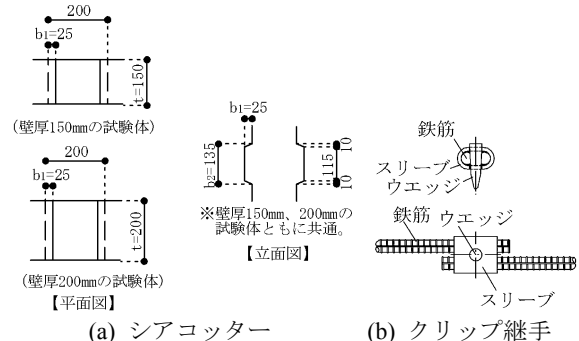 200
b1=25
t=150
(壁厚150mmの試験体)
200
b1=25
t=200
(壁厚200mmの試験体)
【平面図】
b1=25
b2=135
10
115
10
※壁厚150mm、200mmの
試験体ともに共通。
【立面図】
鉄筋
スリーブ
ウエッジ
鉄筋
ウエッジ
スリーブ
(a) シアコッター
(b) クリップ継手